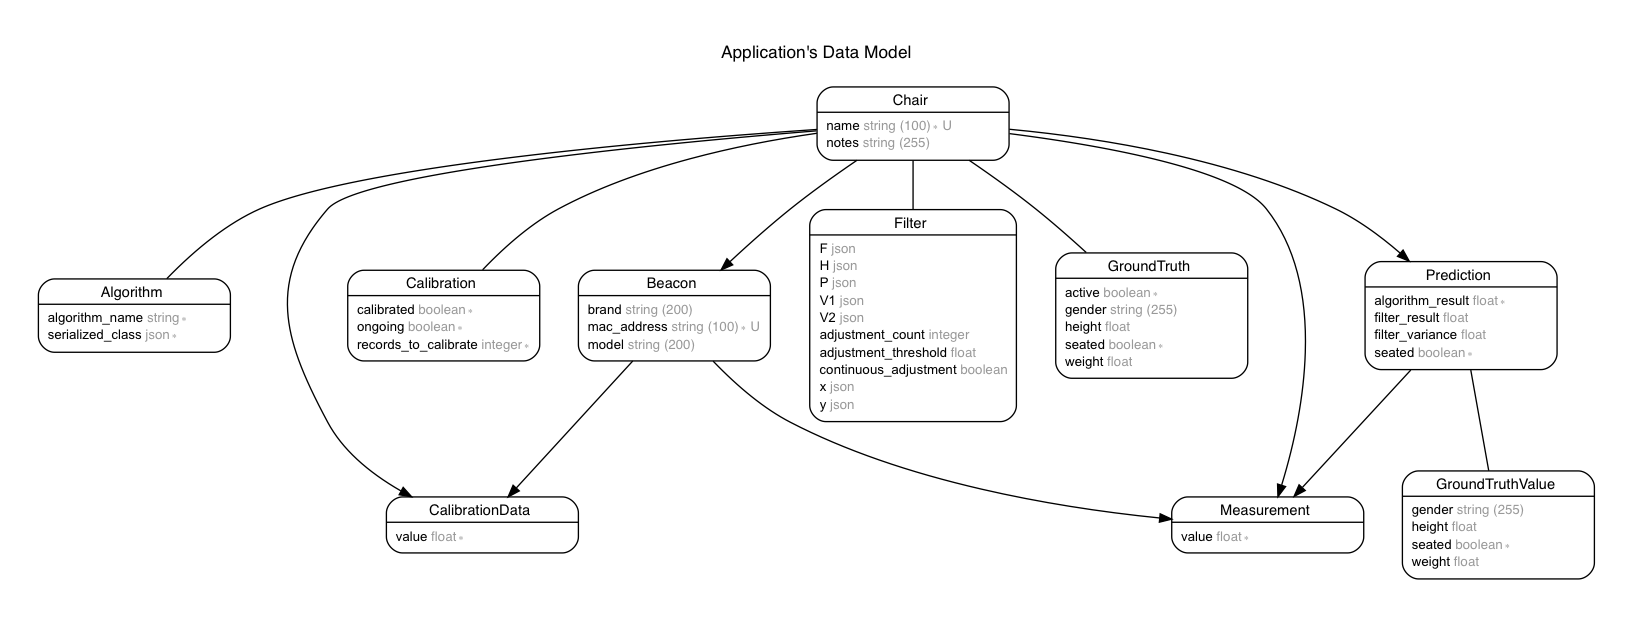 Application's Data Model
Chair
name string (100) ∗ U
notes string (255)
Algorithm
algorithm_name string ∗
serialized_class json ∗
Calibration
calibrated boolean ∗
ongoing boolean ∗
records_to_calibrate integer ∗
Beacon
brand string (200)
mac_address string (100) ∗ U
model string (200)
Filter
F json
H json
P json
V1 json
V2 json
adjustment_count integer
adjustment_threshold float
continuous_adjustment boolean
x json
y json
GroundTruth
active boolean ∗
gender string (255)
height float
seated boolean ∗
weight float
Prediction
algorithm_result float ∗
filter_result float
filter_variance float
seated boolean ∗
CalibrationData
value float ∗
Measurement
value float ∗
GroundTruthValue
gender string (255)
height float
seated boolean ∗
weight float